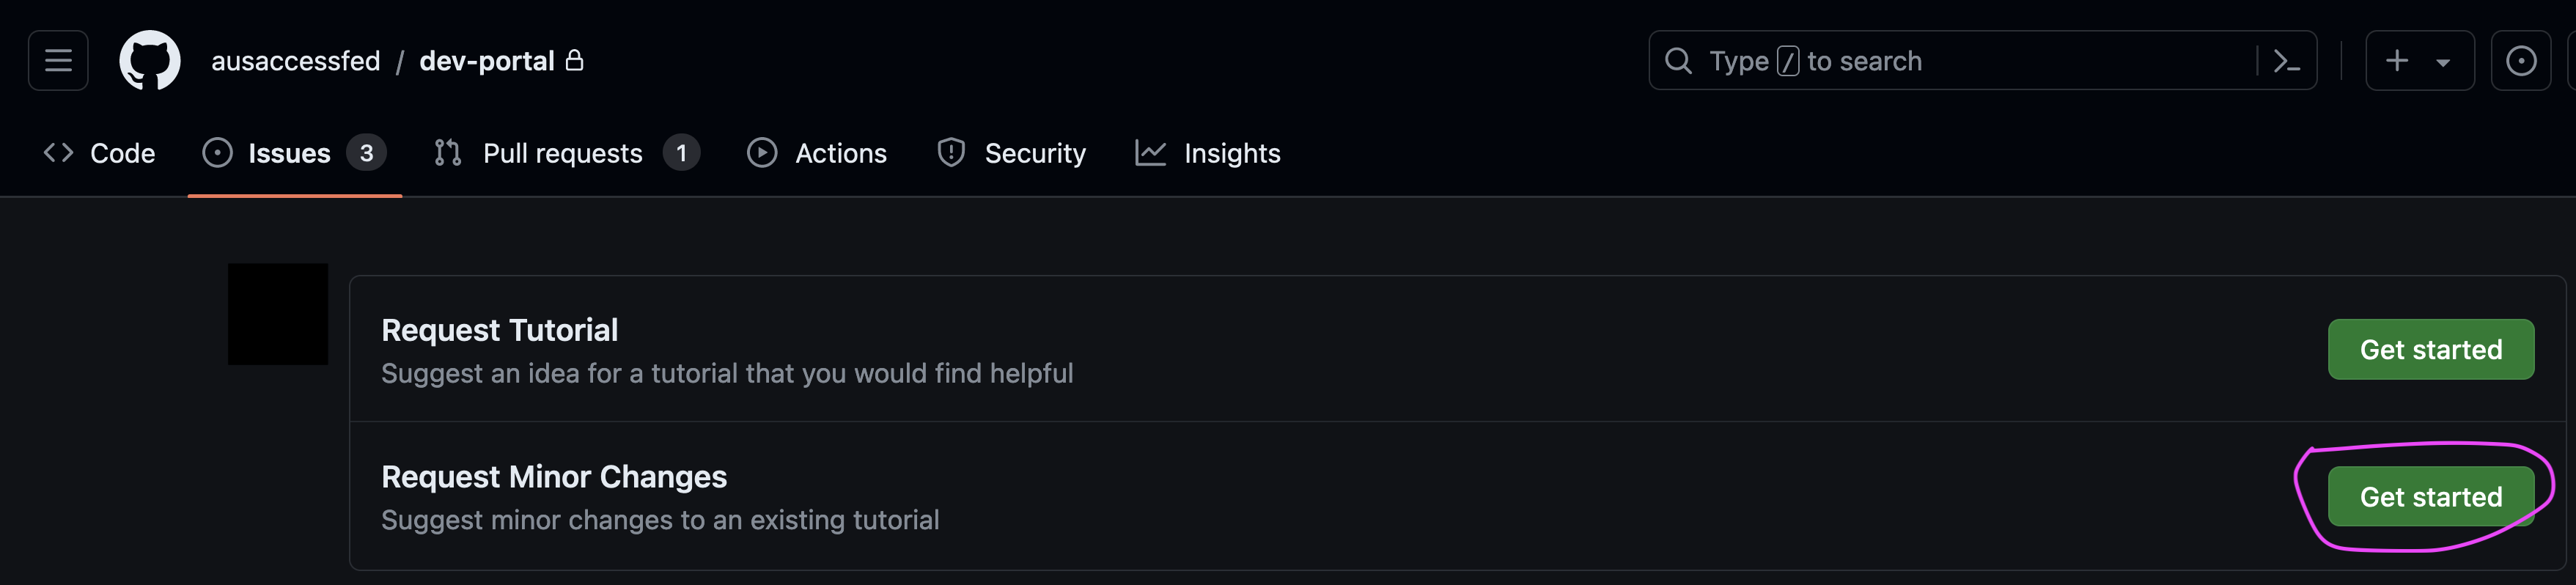 ausaccessfed / dev-portal
Type / to search
Code Issues 3 Pull requests 1 Actions Security Insights
Request Tutorial
Suggest an idea for a tutorial that you would find helpful
Get started
Request Minor Changes
Suggest minor changes to an existing tutorial
Get started